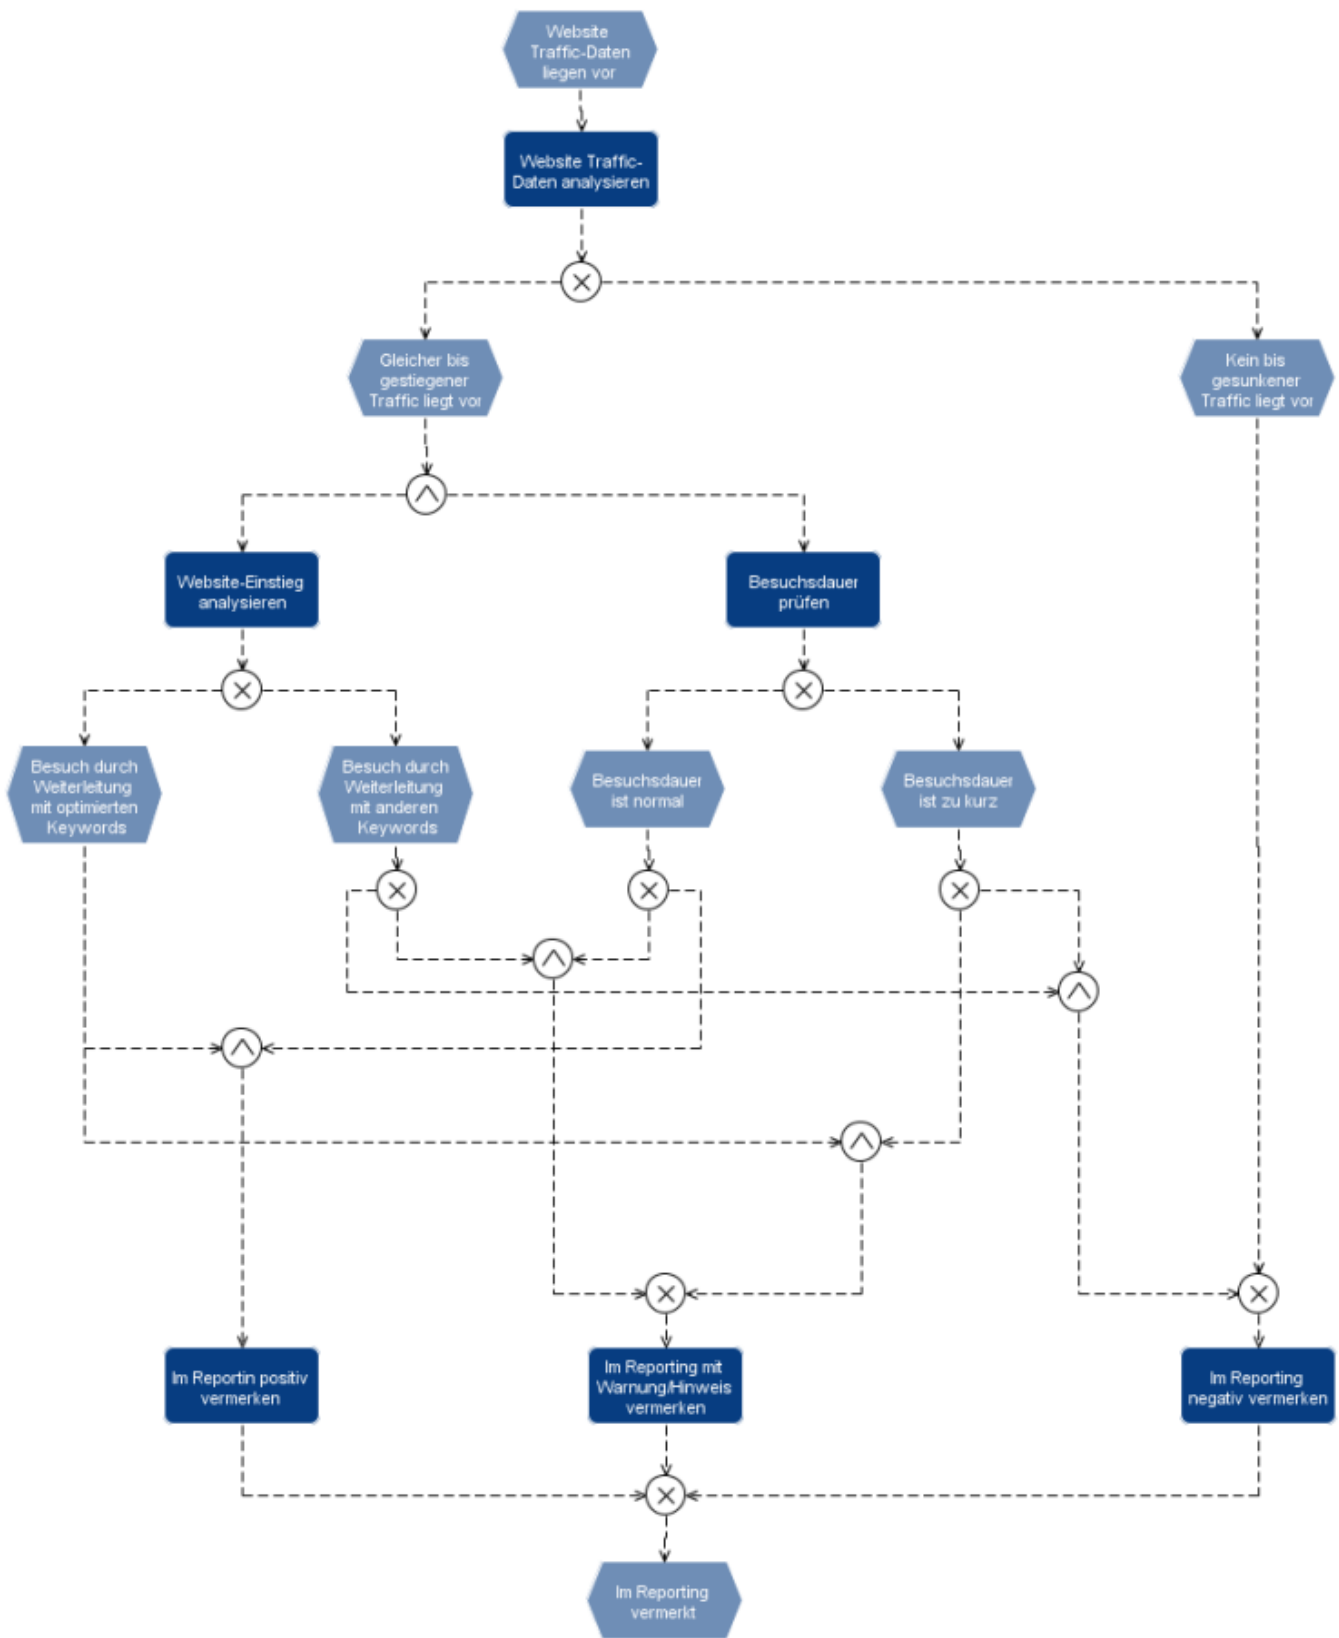 Website
Traffic-Daten
liegen vor
Website Traffic-
Daten analysieren
Gleicher bis
gestiegener
Traffic liegt vor
Kein bis
gesunkener
Traffic liegt vor
Website-Einstieg
analysieren
Besuchsdauer
prüfen
Besuch durch
Weiterleitung
mit optimierten
Keywords
Besuch durch
Weiterleitung
mit anderen
Keywords
Besuchsdauer
ist normal
Besuchsdauer
ist zu kurz
Im Reportin positiv
vermerken
Im Reporting mit
Warnung/Hinweis
vermerken
Im Reporting
negativ vermerken
Im Reporting
vermerkt